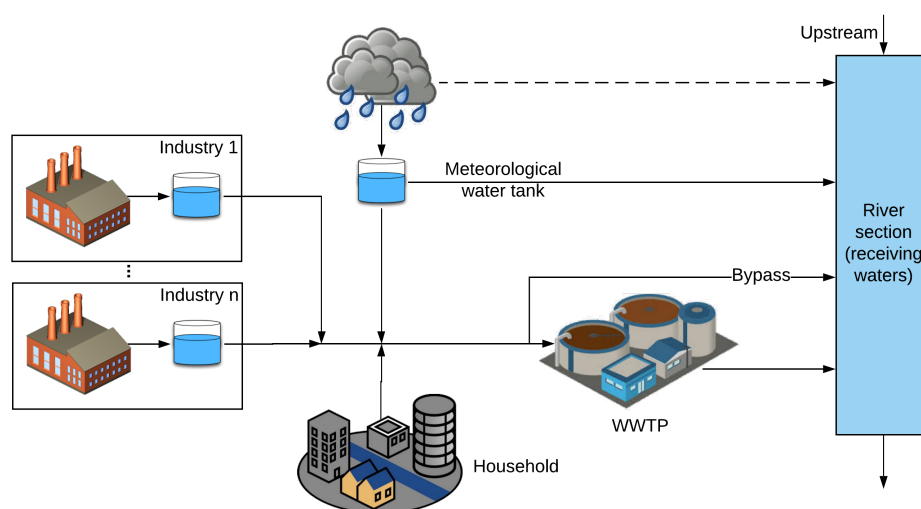 Upstream
Industry 1
Meteorological
water tank
River
section
(receiving
waters)
...
Industry n
Bypass
WWTP
Household